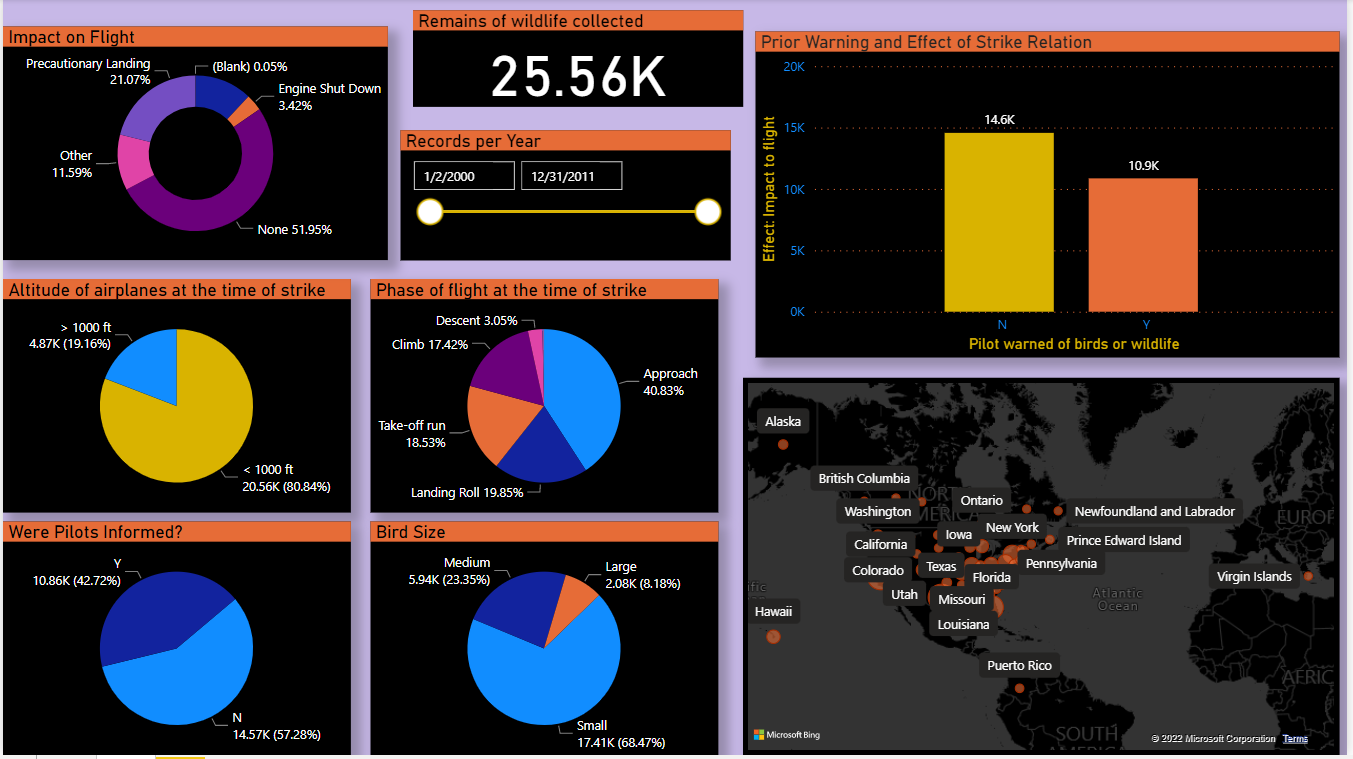 Impact on Flight
Precautionary Landing
21.07%
(Blank) 0.05%
Engine Shut Down
3.42%
Other
11.59%
None 51.95%
Remains of wildlife collected
25.56K
Records per Year
1/2/2000
12/31/2011
Prior Warning and Effect of Strike Relation
Effect: Impact to flight
20K
15K
10K
5K
0K
14.6K
10.9K
N
Y
Pilot warned of birds or wildlife
Altitude of airplanes at the time of strike
> 1000 ft
4.87K (19.16%)
< 1000 ft
20.56K (80.84%)
Phase of flight at the time of strike
Descent 3.05%
Climb 17.42%
Approach
40.83%
Take-off run
18.53%
Landing Roll 19.85%
Were Pilots Informed?
Y
10.86K (42.72%)
N
14.57K (57.28%)
Bird Size
Medium
5.94K (23.35%)
Large
2.08K (8.18%)
Small
17.41K (68.47%)
Alaska
British Columbia
NORTH
AMERICA
Ontario
Washington
Newfoundland and Labrador
EUROP
New York
Iowa
California
Prince Edward Island
Colorado
Texas
Pennsylvania
Florida
Virgin Islands
Utah
Missouri
Atlantic
Ocean
Hawaii
Louisiana
Puerto Rico
AFRIC
SOUTH
AMERICA
Microsoft Bing
© 2022 Microsoft Corporation Terms